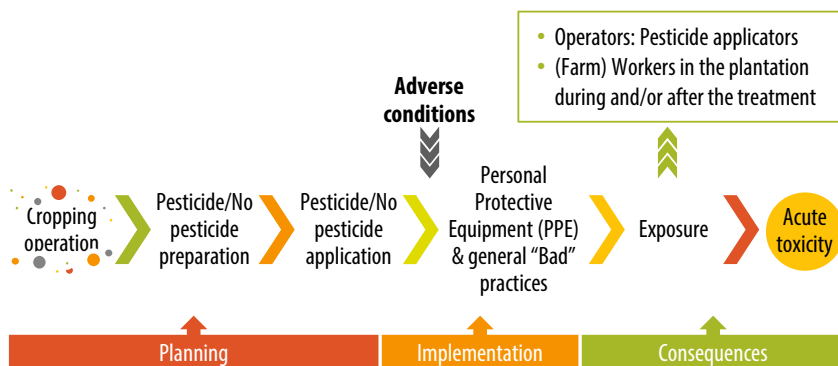 • Operators: Pesticide applicators
• (Farm) Workers in the plantation
during and/or after the treatment
Adverse
conditions
Cropping
operation
Pesticide/No
pesticide
preparation
Pesticide/No
pesticide
application
Personal
Protective
Equipment (PPE)
& general “Bad”
practices
Exposure
Acute
toxicity
Planning
Implementation
Consequences